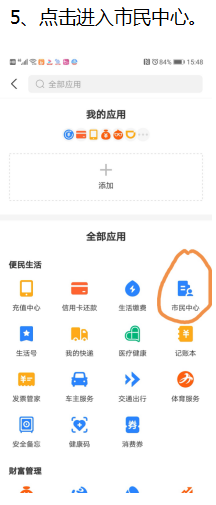 5、点击进入市民中心。
84% 15:48
全部应用
我的应用
添加
全部应用
便民生活
充值中心 信用卡还款 生活缴费 市民中心
生活号 我的快递 医疗健康 记账本
发票管家 车主服务 交通出行 体育服务
安全备忘 健康码 消费券
财富管理